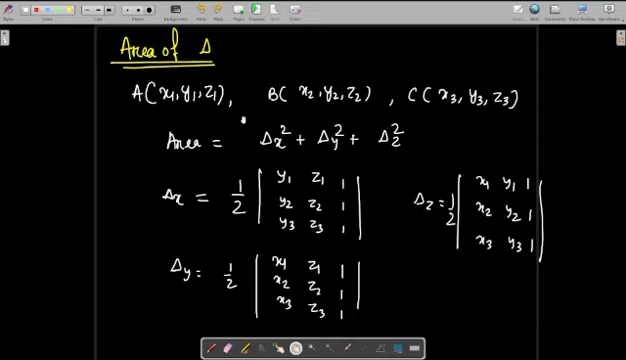 Area of Δ
A(x₁,y₁,z₁), B(x₂,y₂,z₂), C(x₃,y₃,z₃)
Area = Δx² + Δy² + Δz²
Δx = 1/2 | y₁ z₁ 1 |
| y₂ z₂ 1 |
| y₃ z₃ 1 |
Δz = 1/2 | x₁ y₁ 1 |
| x₂ y₂ 1 |
| x₃ y₃ 1 |
Δy = 1/2 | x₁ z₁ 1 |
| x₂ z₂ 1 |
| x₃ z₃ 1 |